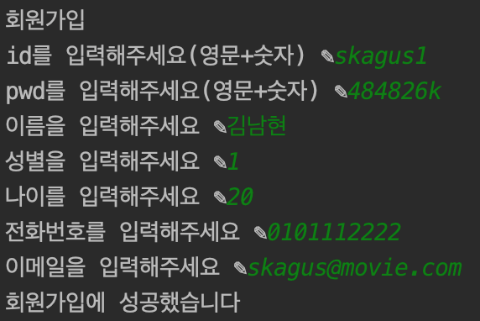 회원가입
id를 입력해주세요(영문+숫자) ✎skagus1
pwd를 입력해주세요(영문+숫자) ✎484826k
이름을 입력해주세요 ✎김남현
성별을 입력해주세요 ✎1
나이를 입력해주세요 ✎20
전화번호를 입력해주세요 ✎0101112222
이메일을 입력해주세요 ✎skagus@movie.com
회원가입에 성공했습니다